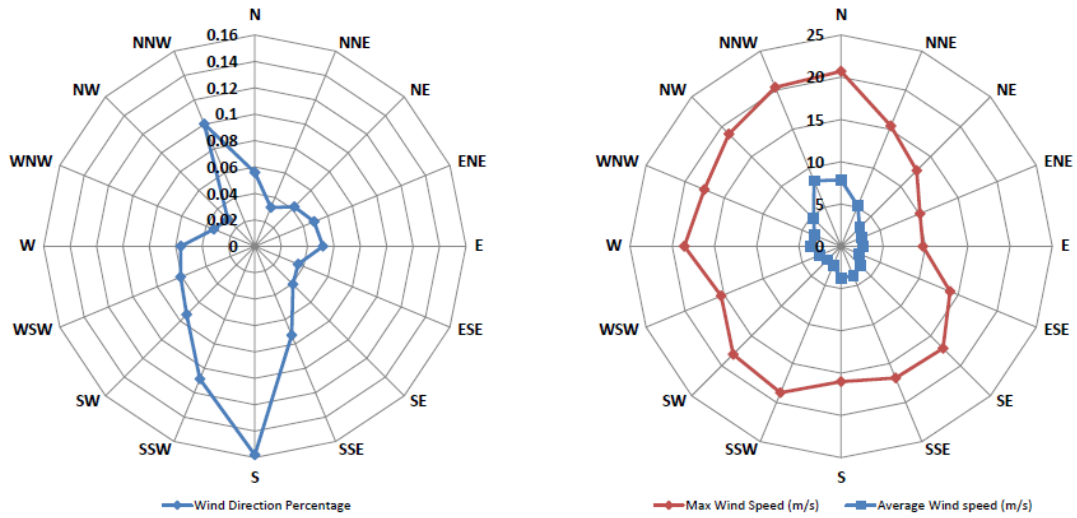 N
NNE
NE
ENE
E
ESE
SE
SSE
S
SSW
SW
WSW
W
WNW
NW
NNW
0.16
0.14
0.12
0.1
0.08
0.06
0.04
0.02
0
Wind Direction Percentage
N
NNE
NE
ENE
E
ESE
SE
SSE
S
SSW
SW
WSW
W
WNW
NW
NNW
25
20
15
10
5
0
Max Wind Speed (m/s) Average Wind speed (m/s)